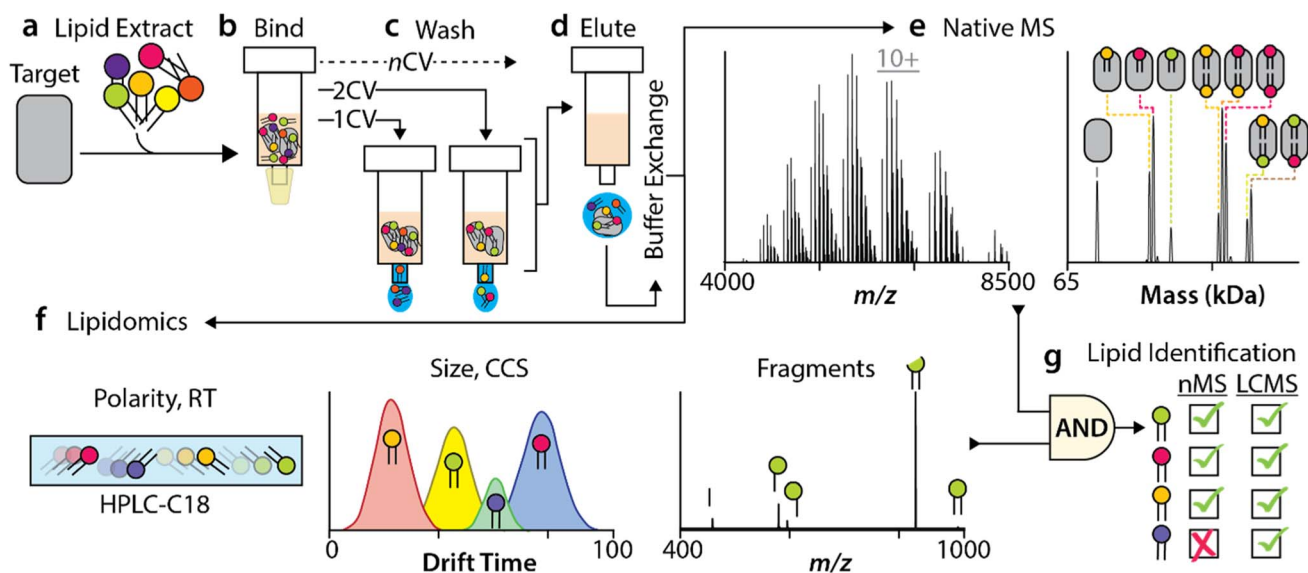 a Lipid Extract
Target
b Bind
c Wash
nCV
2CV
1CV
d Elute
Buffer Exchange
e Native MS
10+
4000
m/z
8500
65
Mass (kDa)
f Lipidomics
Polarity, RT
HPLC-C18
Size, CCS
0
Drift Time
100
Fragments
400
m/z
1000
g Lipid Identification
nMS LCMS
AND